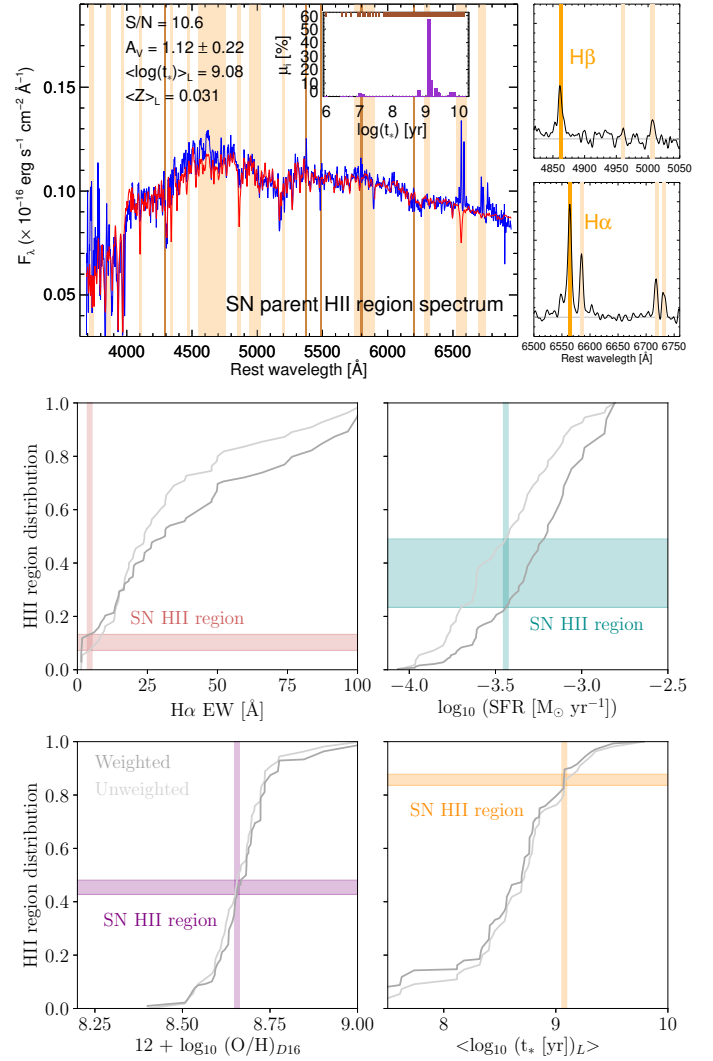 S/N = 10.6
A_V = 1.12 ± 0.22
<log(t_*)>_L = 9.08
<Z>_L = 0.031
μ_i [%]
60
50
40
30
20
10
0
6 7 8 9 10
log(t_*) [yr]
F_λ (× 10⁻¹⁶ erg s⁻¹ cm⁻² Å⁻¹)
0.15
0.10
0.05
SN parent HII region spectrum
4000 4500 5000 5500 6000 6500
Rest wavelegth [Å]
Hβ
4850 4900 4950 5000 5050
Hα
6500 6550 6600 6650 6700 6750
Rest wavelegth [Å]
HII region distribution
1.0
0.8
0.6
0.4
0.2
0.0
SN HII region
0 25 50 75 100
Hα EW [Å]
SN HII region
−4.0 −3.5 −3.0 −2.5
log₁₀ (SFR [M☉ yr⁻¹])
HII region distribution
1.0
0.8
0.6
0.4
0.2
0.0
Weighted
Unweighted
SN HII region
8.25 8.50 8.75 9.00
12 + log₁₀ (O/H)_D16
SN HII region
8 9 10
<log₁₀ (t_* [yr])_L>